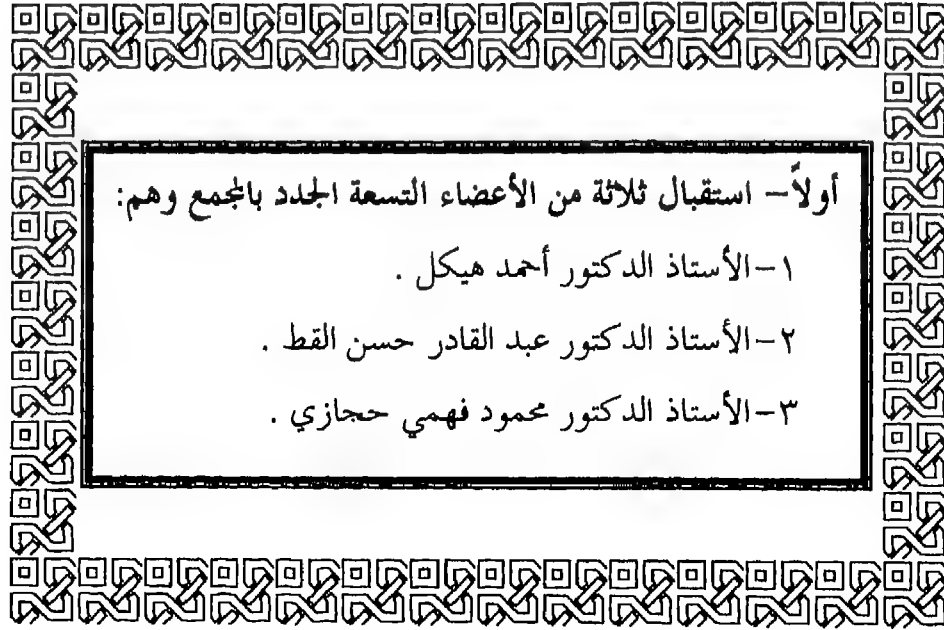 أولاً– استقبال ثلاثة من الأعضاء التسعة الجدد بالمجمع وهم:
١–الأستاذ الدكتور أحمد هيكل .
٢–الأستاذ الدكتور عبد القادر حسن القط .
٣–الأستاذ الدكتور محمود فهمي حجازي .